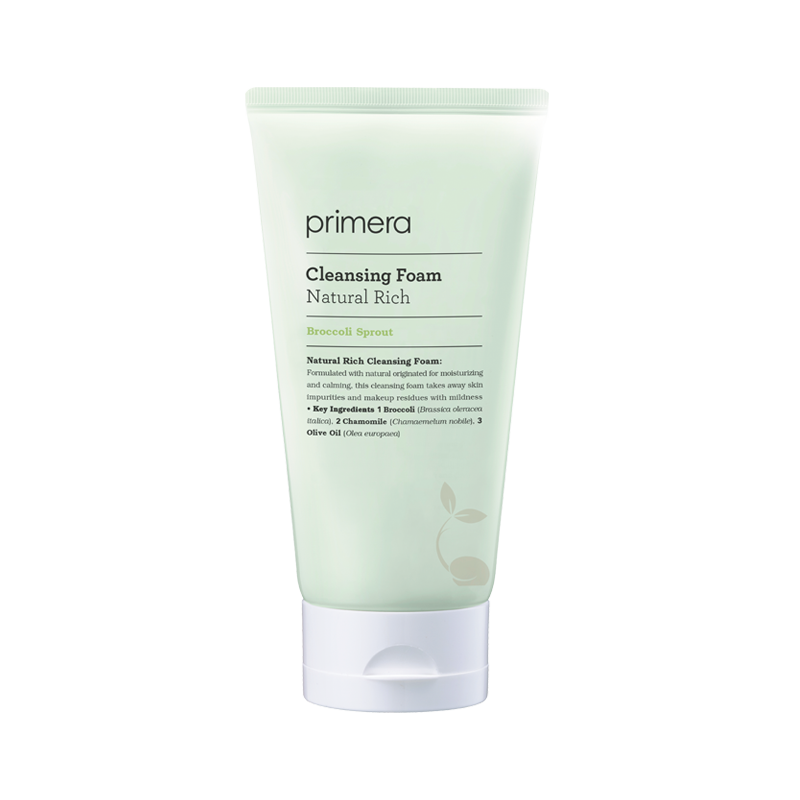 primera
Cleansing Foam
Natural Rich
Broccoli Sprout
Natural Rich Cleansing Foam:
Formulated with natural originated for moisturizing
and calming, this cleansing foam takes away skin
impurities and makeup residues with mildness
• Key Ingredients 1 Broccoli (Brassica oleracea
italica), 2 Chamomile (Chamaemelum nobile), 3
Olive Oil (Olea europaea)